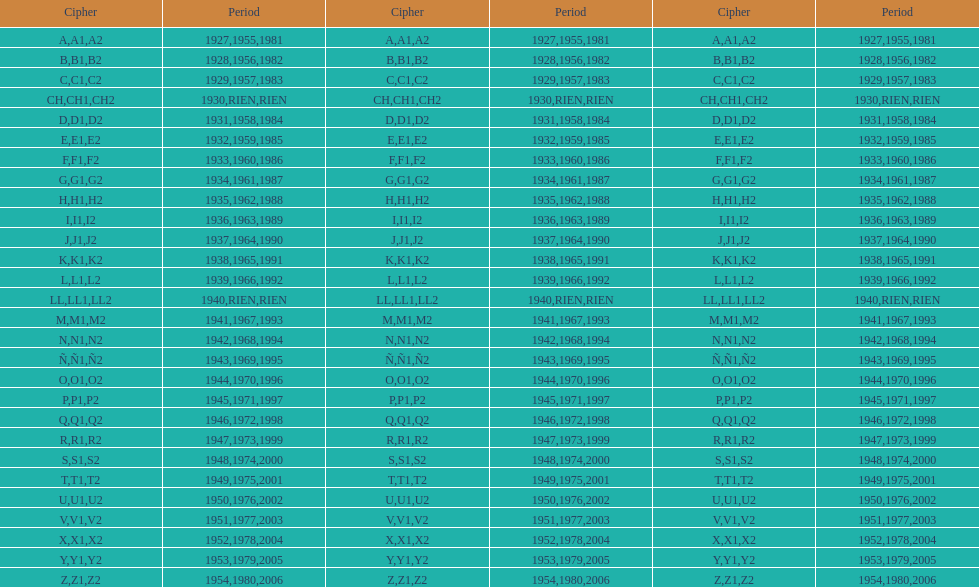 Cipher Period Cipher Period Cipher Period
A,A1,A2 1927,1955,1981 A,A1,A2 1927,1955,1981 A,A1,A2 1927,1955,1981
B,B1,B2 1928,1956,1982 B,B1,B2 1928,1956,1982 B,B1,B2 1928,1956,1982
C,C1,C2 1929,1957,1983 C,C1,C2 1929,1957,1983 C,C1,C2 1929,1957,1983
CH,CH1,CH2 1930,RIEN,RIEN CH,CH1,CH2 1930,RIEN,RIEN CH,CH1,CH2 1930,RIEN,RIEN
D,D1,D2 1931,1958,1984 D,D1,D2 1931,1958,1984 D,D1,D2 1931,1958,1984
E,E1,E2 1932,1959,1985 E,E1,E2 1932,1959,1985 E,E1,E2 1932,1959,1985
F,F1,F2 1933,1960,1986 F,F1,F2 1933,1960,1986 F,F1,F2 1933,1960,1986
G,G1,G2 1934,1961,1987 G,G1,G2 1934,1961,1987 G,G1,G2 1934,1961,1987
H,H1,H2 1935,1962,1988 H,H1,H2 1935,1962,1988 H,H1,H2 1935,1962,1988
I,I1,I2 1936,1963,1989 I,I1,I2 1936,1963,1989 I,I1,I2 1936,1963,1989
J,J1,J2 1937,1964,1990 J,J1,J2 1937,1964,1990 J,J1,J2 1937,1964,1990
K,K1,K2 1938,1965,1991 K,K1,K2 1938,1965,1991 K,K1,K2 1938,1965,1991
L,L1,L2 1939,1966,1992 L,L1,L2 1939,1966,1992 L,L1,L2 1939,1966,1992
LL,LL1,LL2 1940,RIEN,RIEN LL,LL1,LL2 1940,RIEN,RIEN LL,LL1,LL2 1940,RIEN,RIEN
M,M1,M2 1941,1967,1993 M,M1,M2 1941,1967,1993 M,M1,M2 1941,1967,1993
N,N1,N2 1942,1968,1994 N,N1,N2 1942,1968,1994 N,N1,N2 1942,1968,1994
Ñ,Ñ1,Ñ2 1943,1969,1995 Ñ,Ñ1,Ñ2 1943,1969,1995 Ñ,Ñ1,Ñ2 1943,1969,1995
O,O1,O2 1944,1970,1996 O,O1,O2 1944,1970,1996 O,O1,O2 1944,1970,1996
P,P1,P2 1945,1971,1997 P,P1,P2 1945,1971,1997 P,P1,P2 1945,1971,1997
Q,Q1,Q2 1946,1972,1998 Q,Q1,Q2 1946,1972,1998 Q,Q1,Q2 1946,1972,1998
R,R1,R2 1947,1973,1999 R,R1,R2 1947,1973,1999 R,R1,R2 1947,1973,1999
S,S1,S2 1948,1974,2000 S,S1,S2 1948,1974,2000 S,S1,S2 1948,1974,2000
T,T1,T2 1949,1975,2001 T,T1,T2 1949,1975,2001 T,T1,T2 1949,1975,2001
U,U1,U2 1950,1976,2002 U,U1,U2 1950,1976,2002 U,U1,U2 1950,1976,2002
V,V1,V2 1951,1977,2003 V,V1,V2 1951,1977,2003 V,V1,V2 1951,1977,2003
X,X1,X2 1952,1978,2004 X,X1,X2 1952,1978,2004 X,X1,X2 1952,1978,2004
Y,Y1,Y2 1953,1979,2005 Y,Y1,Y2 1953,1979,2005 Y,Y1,Y2 1953,1979,2005
Z,Z1,Z2 1954,1980,2006 Z,Z1,Z2 1954,1980,2006 Z,Z1,Z2 1954,1980,2006